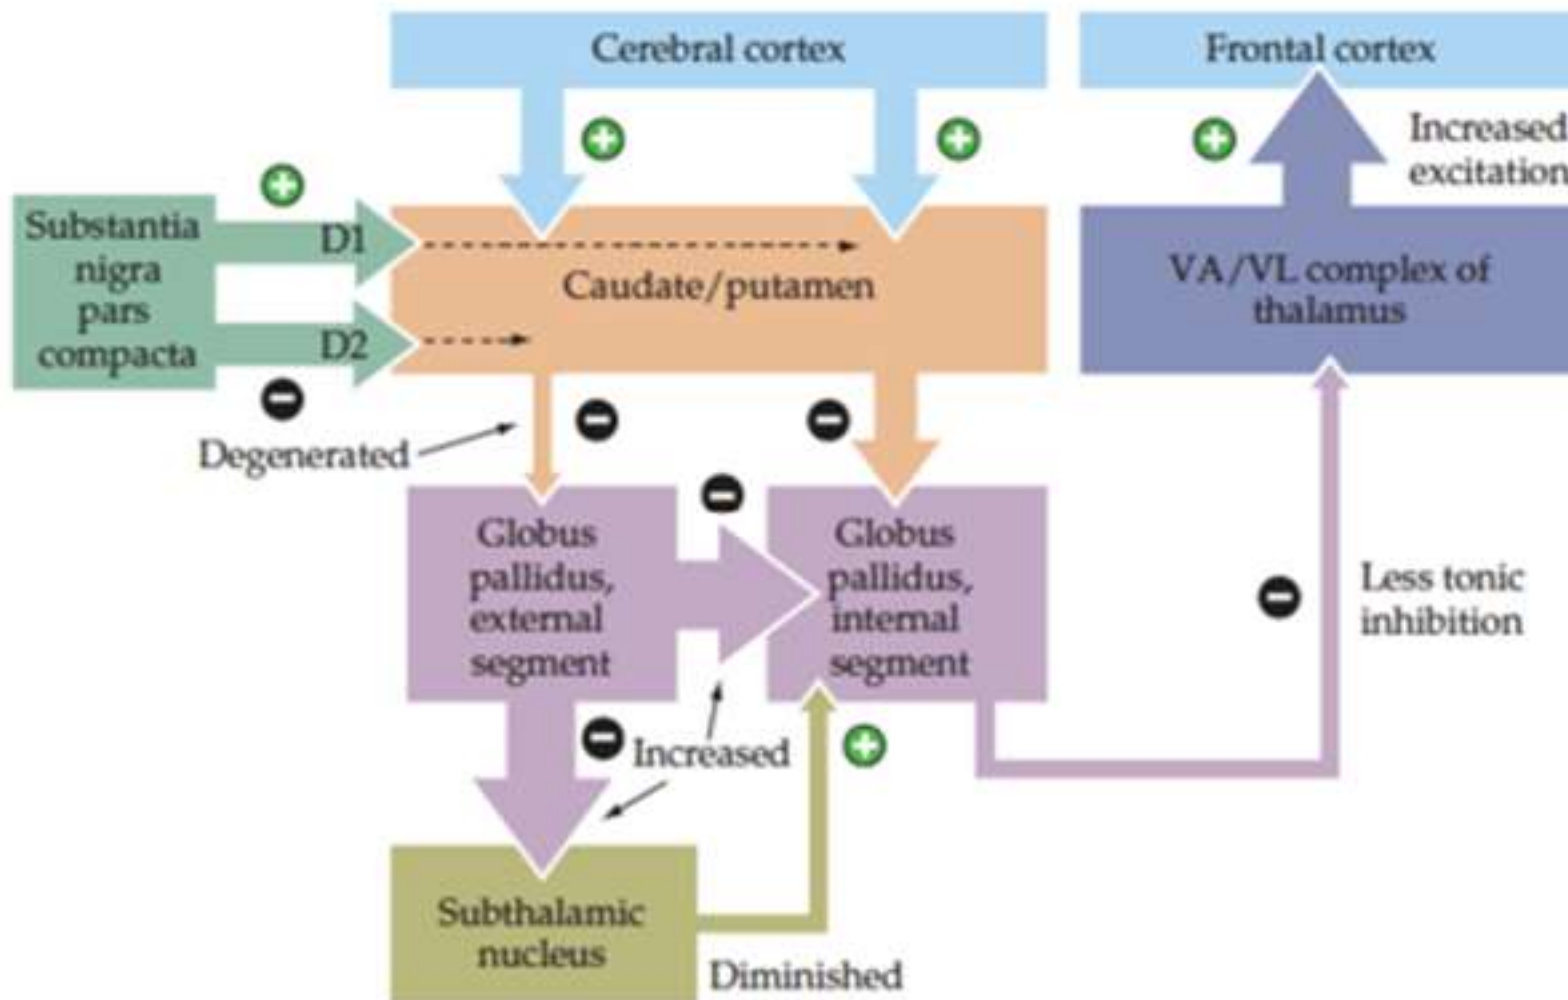 Cerebral cortex
Frontal cortex
Increased
excitation
Substantia
nigra
pars
compacta
D1
D2
Caudate/putamen
VA/VL complex of
thalamus
Degenerated
Globus
pallidus,
external
segment
Globus
pallidus,
internal
segment
Less tonic
inhibition
Increased
Subthalamic
nucleus
Diminished